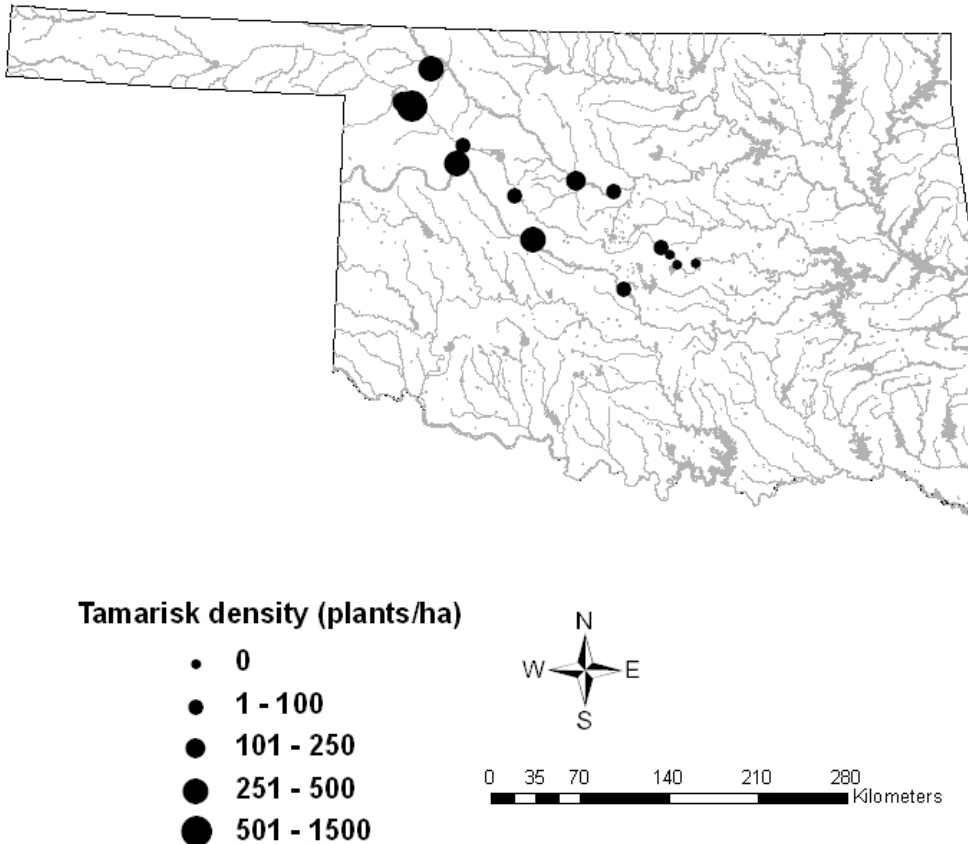 Tamarisk density (plants/ha)
0
1 - 100
101 - 250
251 - 500
501 - 1500
N
W E
S
0 35 70 140 210 280
Kilometers